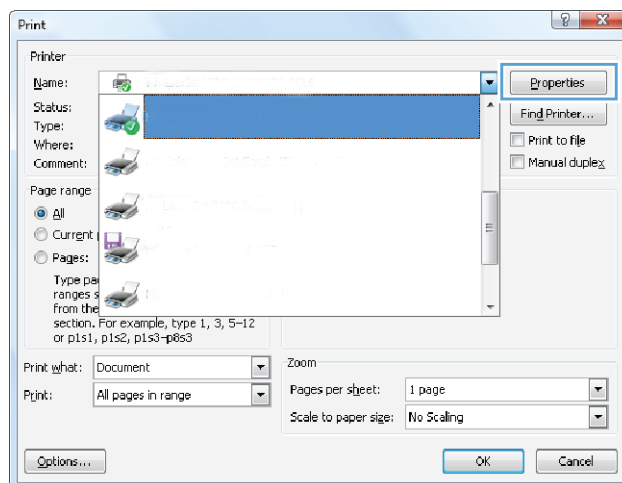 Print
Printer
Name:
Properties
Status:
Type:
Where:
Comment:
Find Printer...
Print to file
Manual duplex
Page range
All
Current
Pages:
Type pa
ranges s
from the
section. For example, type 1, 3, 5–12
or p1s1, p1s2, p1s3–p8s3
Print what: Document
Print: All pages in range
Zoom
Pages per sheet: 1 page
Scale to paper size: No Scaling
Options...
OK
Cancel